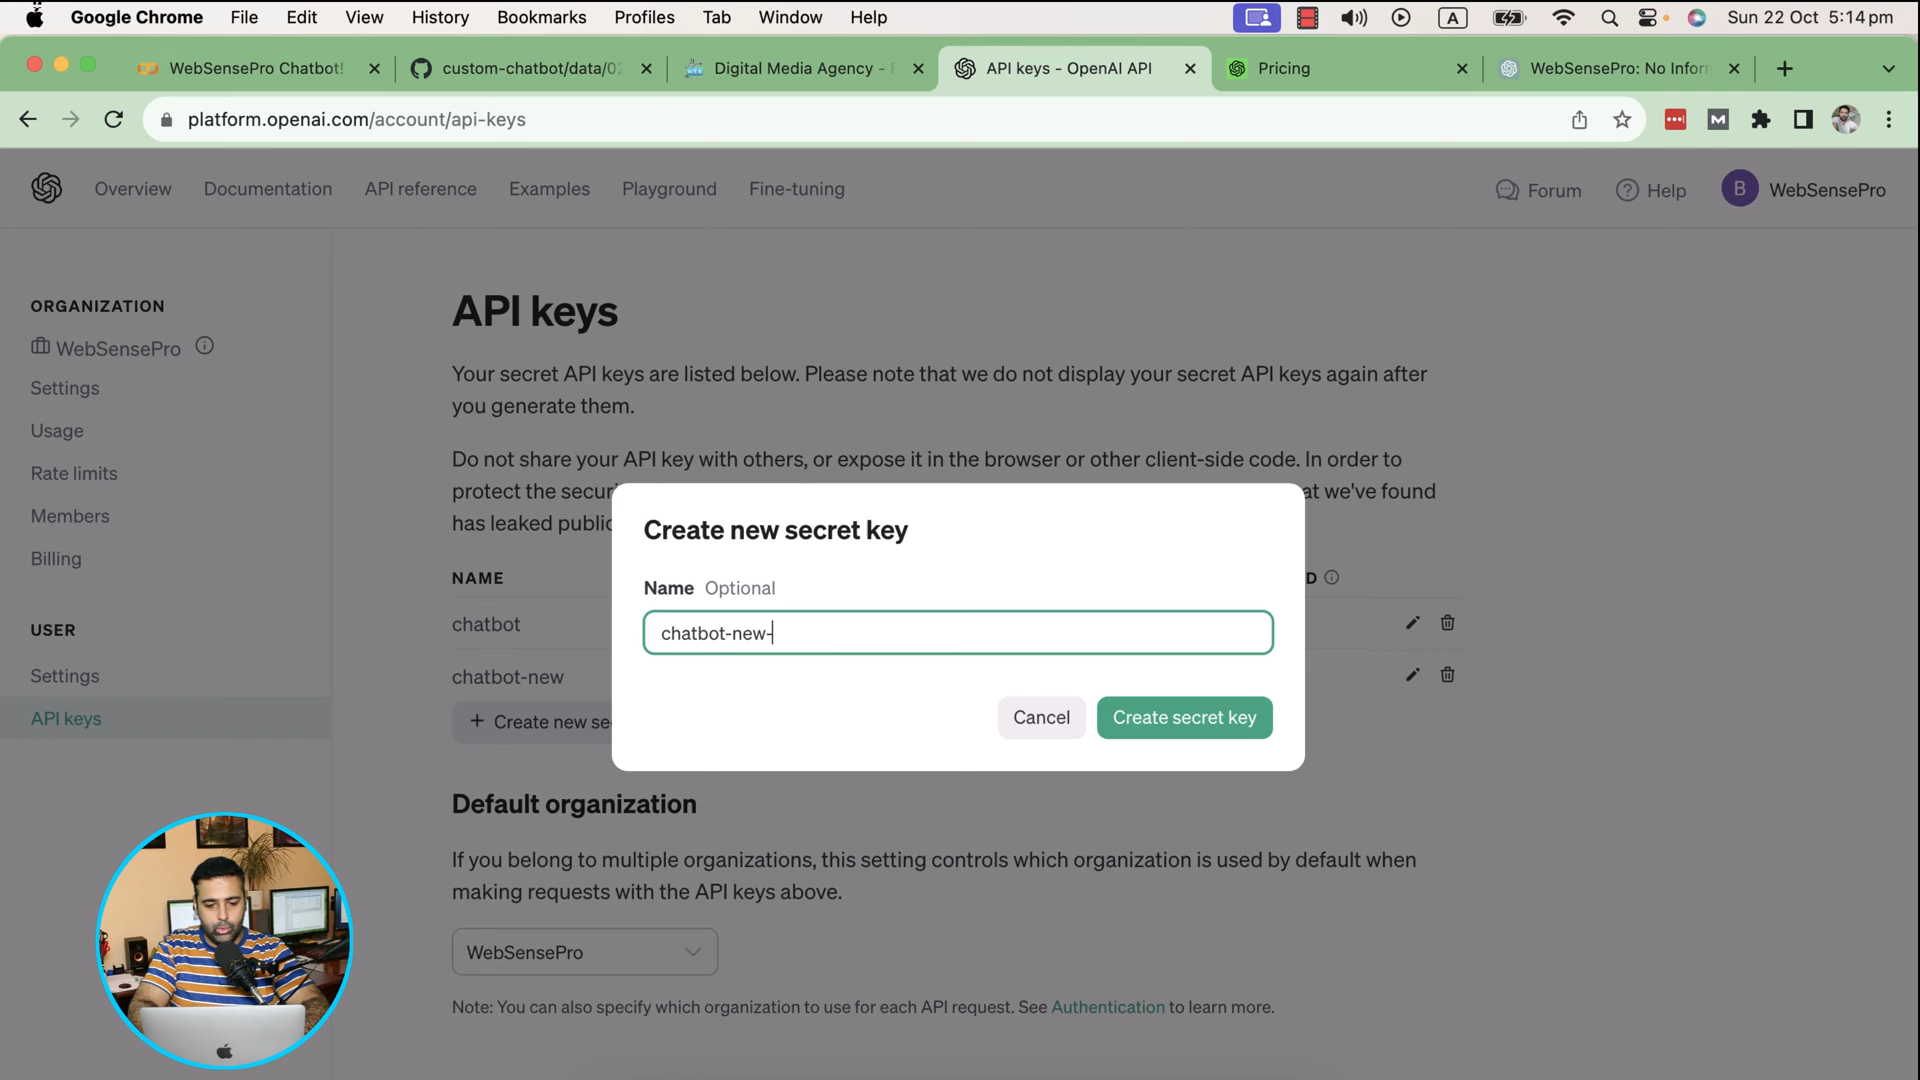 Google Chrome File Edit View History Bookmarks Profiles Tab Window Help A Sun 22 Oct 5:14 pm
WebSensePro Chatbot! custom-chatbot/data/02 Digital Media Agency - API keys - OpenAI API Pricing WebSensePro: No Infor
platform.openai.com/account/api-keys
Overview Documentation API reference Examples Playground Fine-tuning Forum Help B WebSensePro
ORGANIZATION
WebSensePro
Settings
Usage
Rate limits
Members
Billing
USER
Settings
API keys
API keys
Your secret API keys are listed below. Please note that we do not display your secret API keys again after
you generate them.
Do not share your API key with others, or expose it in the browser or other client-side code. In order to
protect the secur at we've found
has leaked public
NAME D
chatbot
chatbot-new
+ Create new se
Create new secret key
Name Optional
chatbot-new-
Cancel Create secret key
Default organization
If you belong to multiple organizations, this setting controls which organization is used by default when
making requests with the API keys above.
WebSensePro
Note: You can also specify which organization to use for each API request. See Authentication to learn more.